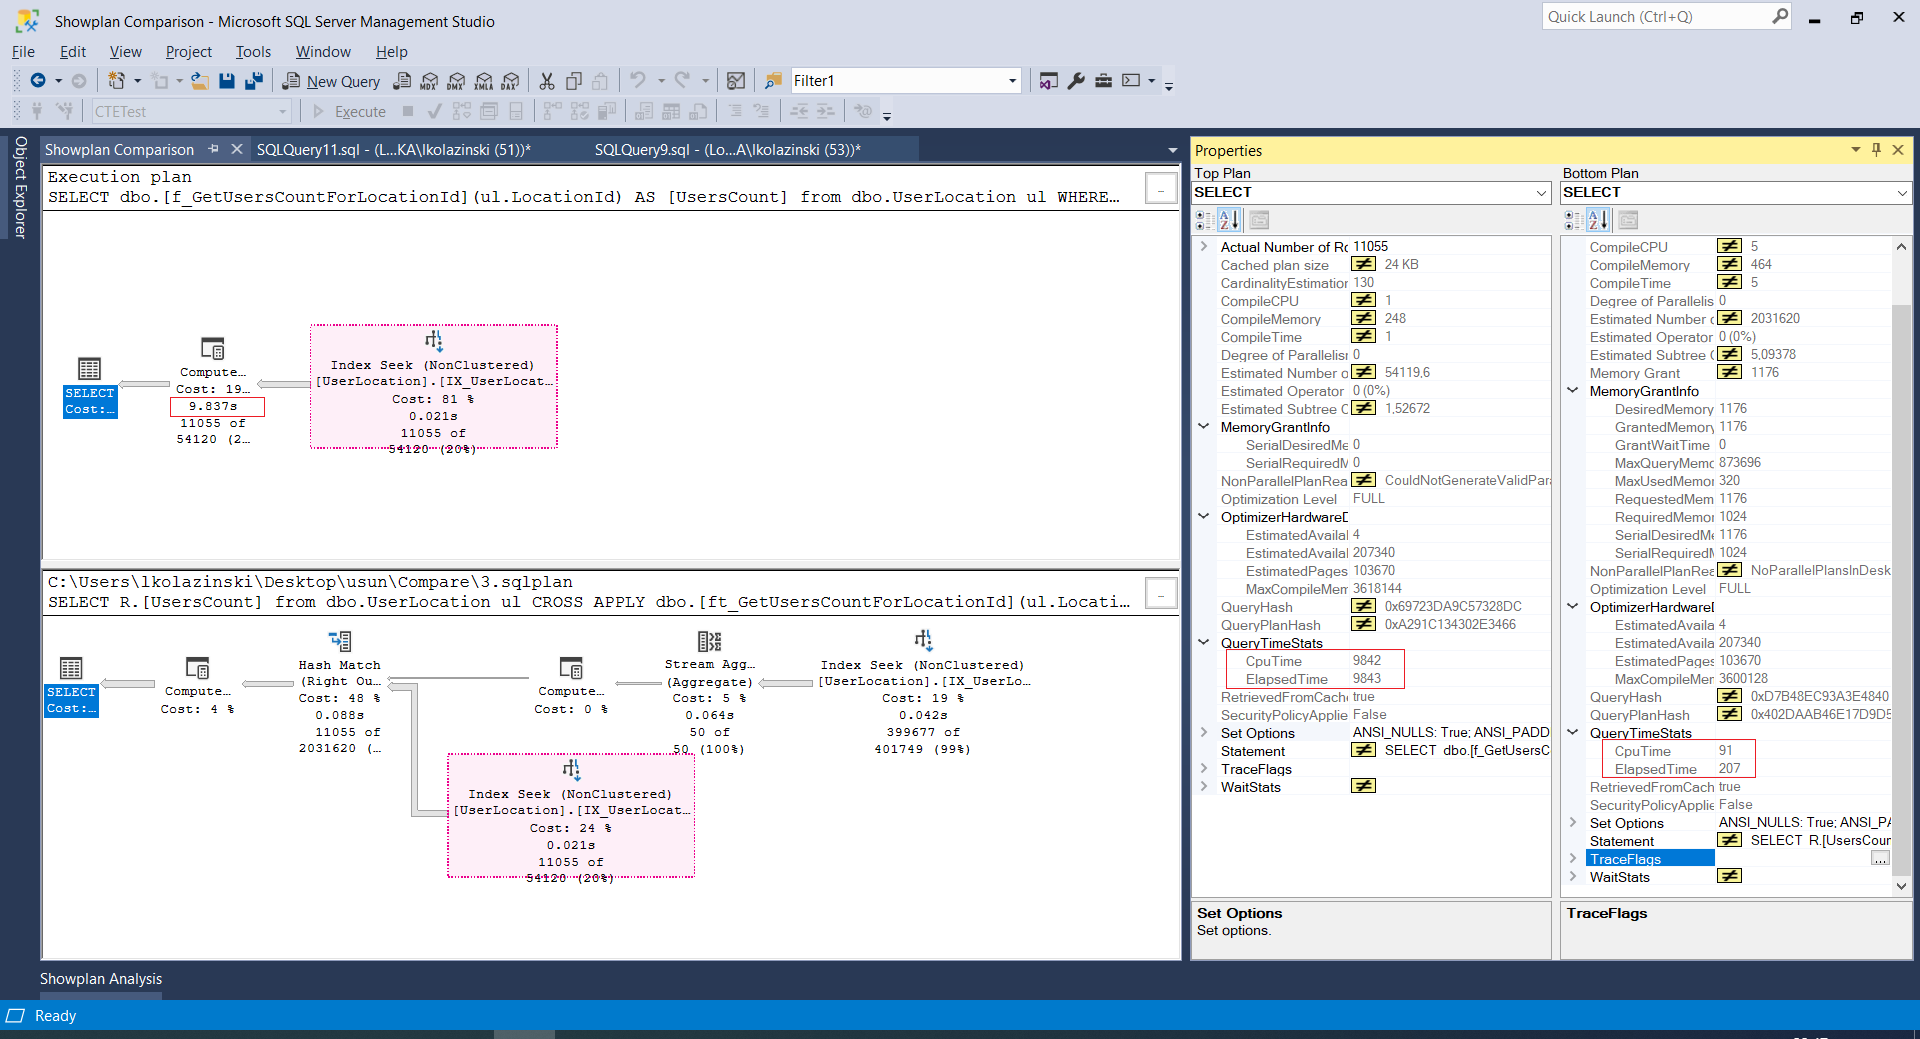 Showplan Comparison - Microsoft SQL Server Management Studio
Quick Launch (Ctrl+Q)
File Edit View Project Tools Window Help
New Query
MDX
DMX
XMLA
DAX
Filter1
CTETest
Execute
Object Explorer
Showplan Comparison
SQLQuery11.sql - (L...KA\lkolazinski (51))*
SQLQuery9.sql - (Lo...A\lkolazinski (53))*
Execution plan
SELECT dbo.[f_GetUsersCountForLocationId](ul.LocationId) AS [UsersCount] from dbo.UserLocation ul WHERE...
...
SELECT
Cost:...
Compute...
Cost: 19...
9.837s
11055 of
54120 (2...
Index Seek (NonClustered)
[UserLocation].[IX_UserLocat...
Cost: 81 %
0.021s
11055 of
54120 (20%)
C:\Users\lkolazinski\Desktop\usun\Compare\3.sqlplan
SELECT R.[UsersCount] from dbo.UserLocation ul CROSS APPLY dbo.[ft_GetUsersCountForLocationId](ul.Locati...
...
SELECT
Cost:...
Compute...
Cost: 4 %
Hash Match
(Right Ou...
Cost: 48 %
0.088s
11055 of
2031620 (...
Compute...
Cost: 0 %
Stream Agg...
(Aggregate)
Cost: 5 %
0.064s
50 of
50 (100%)
Index Seek (NonClustered)
[UserLocation].[IX_UserLo...
Cost: 19 %
0.042s
399677 of
401749 (99%)
Index Seek (NonClustered)
[UserLocation].[IX_UserLocat...
Cost: 24 %
0.021s
11055 of
54120 (20%)
Properties
Top Plan
SELECT
Actual Number of Ro 11055
Cached plan size ≠ 24 KB
CardinalityEstimation 130
CompileCPU ≠ 1
CompileMemory ≠ 248
CompileTime ≠ 1
Degree of Parallelisr 0
Estimated Number o ≠ 54119,6
Estimated Operator 0 (0%)
Estimated Subtree C ≠ 1,52672
MemoryGrantInfo
SerialDesiredMe 0
SerialRequiredM 0
NonParallelPlanRea ≠ CouldNotGenerateValidPara
Optimization Level FULL
OptimizerHardwareD
EstimatedAvailal 4
EstimatedAvailal 207340
EstimatedPages 103670
MaxCompileMem 3618144
QueryHash ≠ 0x69723DA9C57328DC
QueryPlanHash ≠ 0xA291C134302E3466
QueryTimeStats
CpuTime 9842
ElapsedTime 9843
RetrievedFromCache true
SecurityPolicyApplie False
Set Options ANSI_NULLS: True; ANSI_PADD
Statement ≠ SELECT dbo.[f_GetUsersC
TraceFlags
WaitStats ≠
Set Options
Set options.
Bottom Plan
SELECT
CompileCPU ≠ 5
CompileMemory ≠ 464
CompileTime ≠ 5
Degree of Parallelis 0
Estimated Number o ≠ 2031620
Estimated Operator 0 (0%)
Estimated Subtree C ≠ 5,09378
Memory Grant ≠ 1176
MemoryGrantInfo
DesiredMemory 1176
GrantedMemory 1176
GrantWaitTime 0
MaxQueryMemo 873696
MaxUsedMemor 320
RequestedMem 1176
RequiredMemor 1024
SerialDesiredMe 1176
SerialRequiredM 1024
NonParallelPlanRea ≠ NoParallelPlansInDesk
Optimization Level FULL
OptimizerHardwareD
EstimatedAvaila 4
EstimatedAvaila 207340
EstimatedPages 103670
MaxCompileMer 3600128
QueryHash ≠ 0xD7B48EC93A3E4840
QueryPlanHash ≠ 0x402DAAB46E17D9D5
QueryTimeStats
CpuTime 91
ElapsedTime 207
RetrievedFromCach true
SecurityPolicyApplie False
Set Options ANSI_NULLS: True; ANSI_PA
Statement ≠ SELECT R.[UsersCour
TraceFlags ...
WaitStats ≠
TraceFlags
Showplan Analysis
Ready